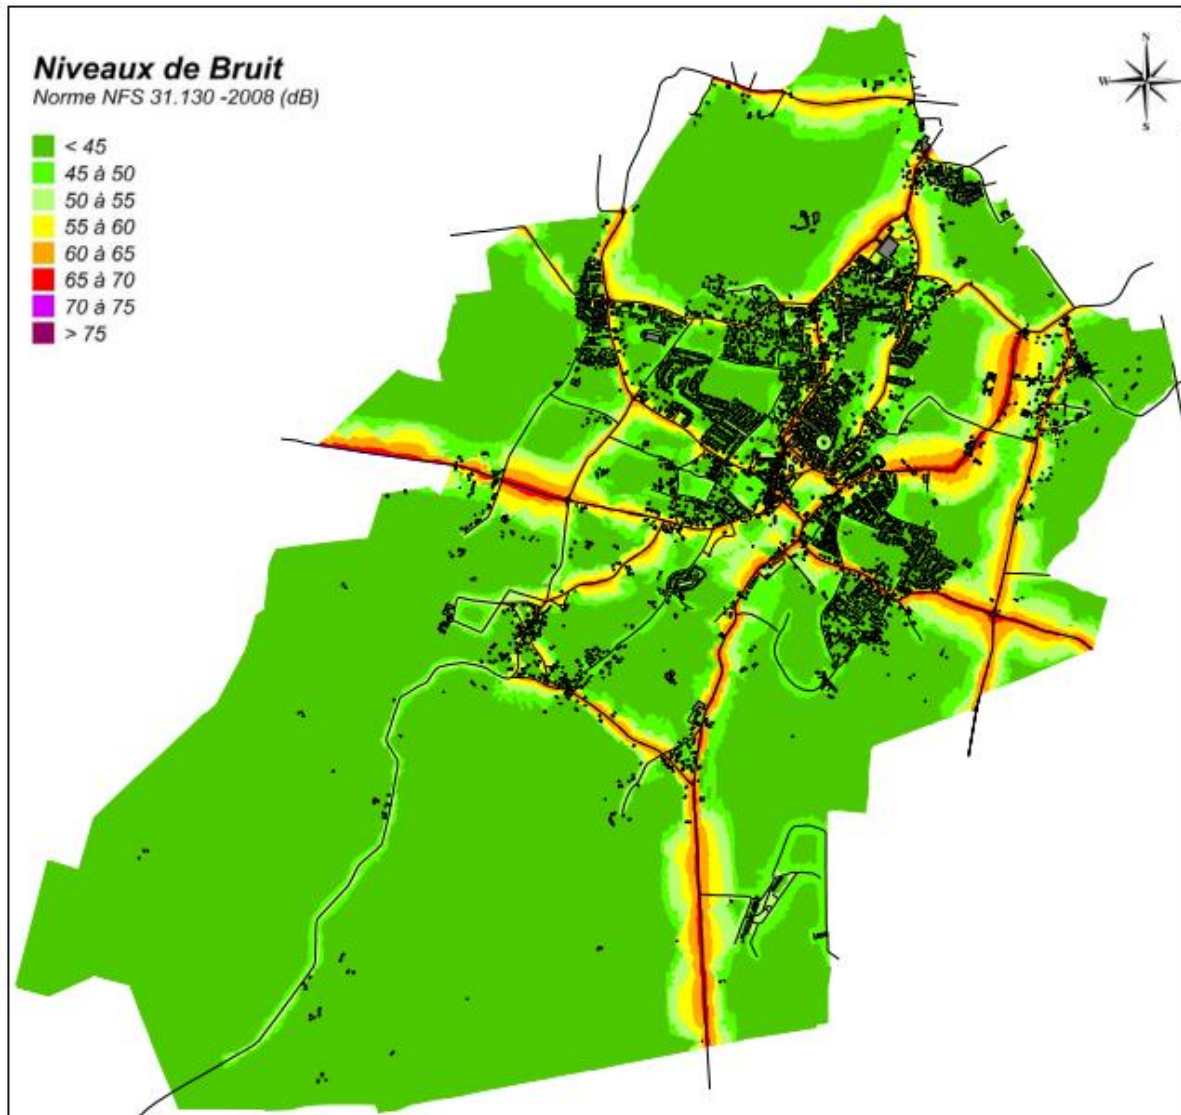 Niveaux de Bruit
Norme NFS 31.130 -2008 (dB)
< 45
45 à 50
50 à 55
55 à 60
60 à 65
65 à 70
70 à 75
> 75
N
W
S